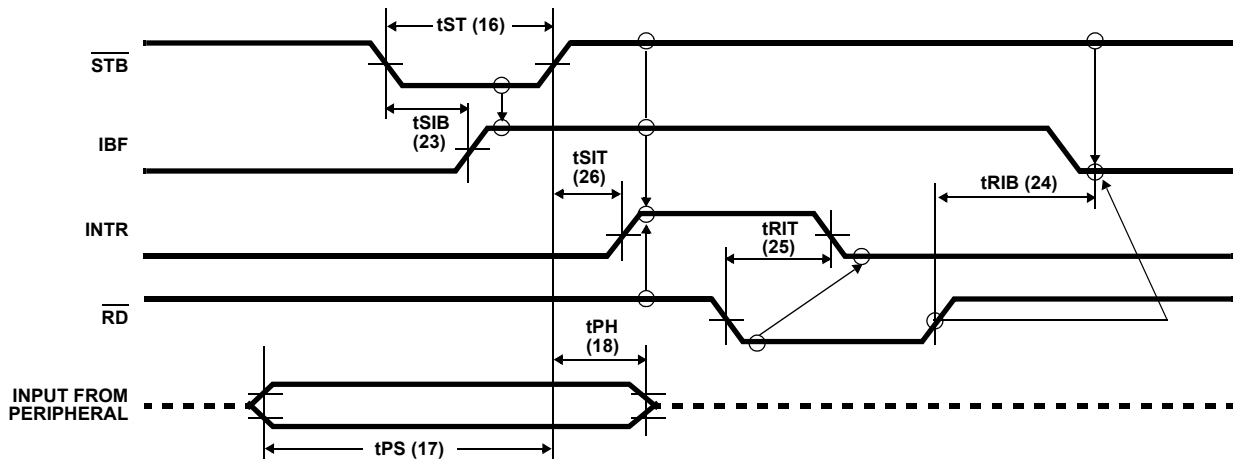 tST (16)
STB
tSIB
(23)
IBF
tSIT
(26)
tRIB (24)
INTR
tRIT
(25)
RD
tPH
(18)
INPUT FROM
PERIPHERAL
tPS (17)